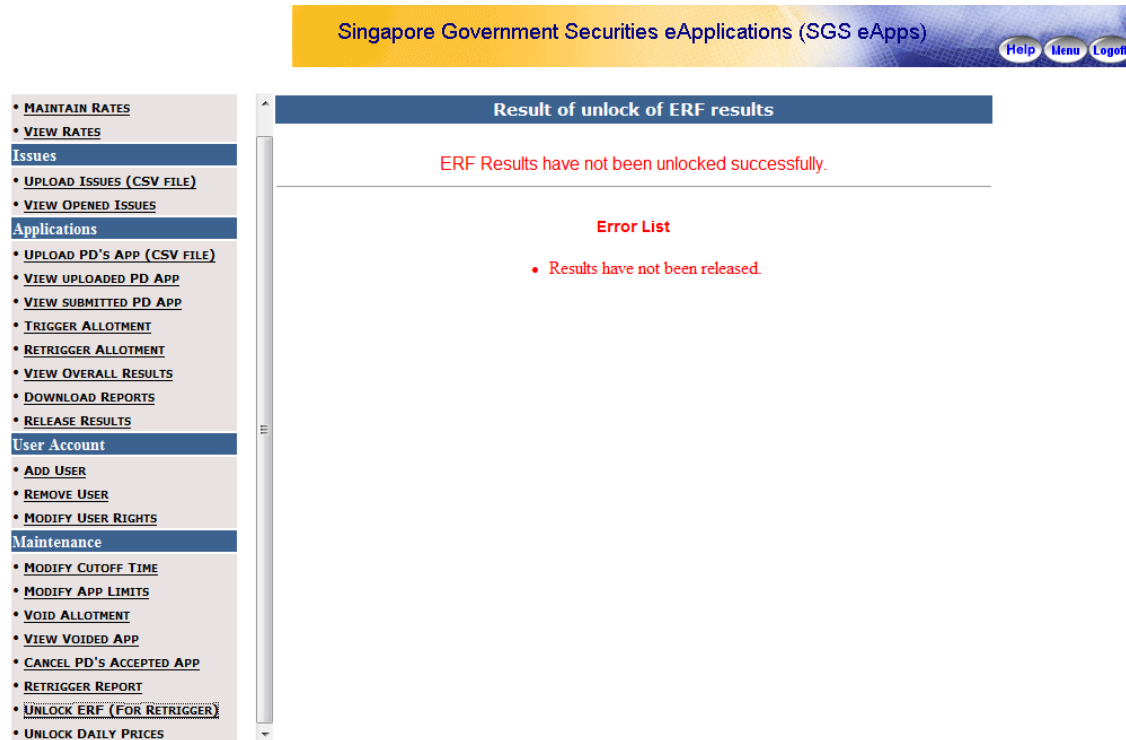 Singapore Government Securities eApplications (SGS eApps)
Help Menu Logoff
• MAINTAIN RATES
• VIEW RATES
Issues
• UPLOAD ISSUES (CSV FILE)
• VIEW OPENED ISSUES
Applications
• UPLOAD PD'S APP (CSV FILE)
• VIEW UPLOADED PD APP
• VIEW SUBMITTED PD APP
• TRIGGER ALLOTMENT
• RETRIGGER ALLOTMENT
• VIEW OVERALL RESULTS
• DOWNLOAD REPORTS
• RELEASE RESULTS
User Account
• ADD USER
• REMOVE USER
• MODIFY USER RIGHTS
Maintenance
• MODIFY CUTOFF TIME
• MODIFY APP LIMITS
• VOID ALLOTMENT
• VIEW VOIDED APP
• CANCEL PD'S ACCEPTED APP
• RETRIGGER REPORT
• UNLOCK ERF (FOR RETRIGGER)
• UNLOCK DAILY PRICES
Result of unlock of ERF results
ERF Results have not been unlocked successfully.
Error List
• Results have not been released.